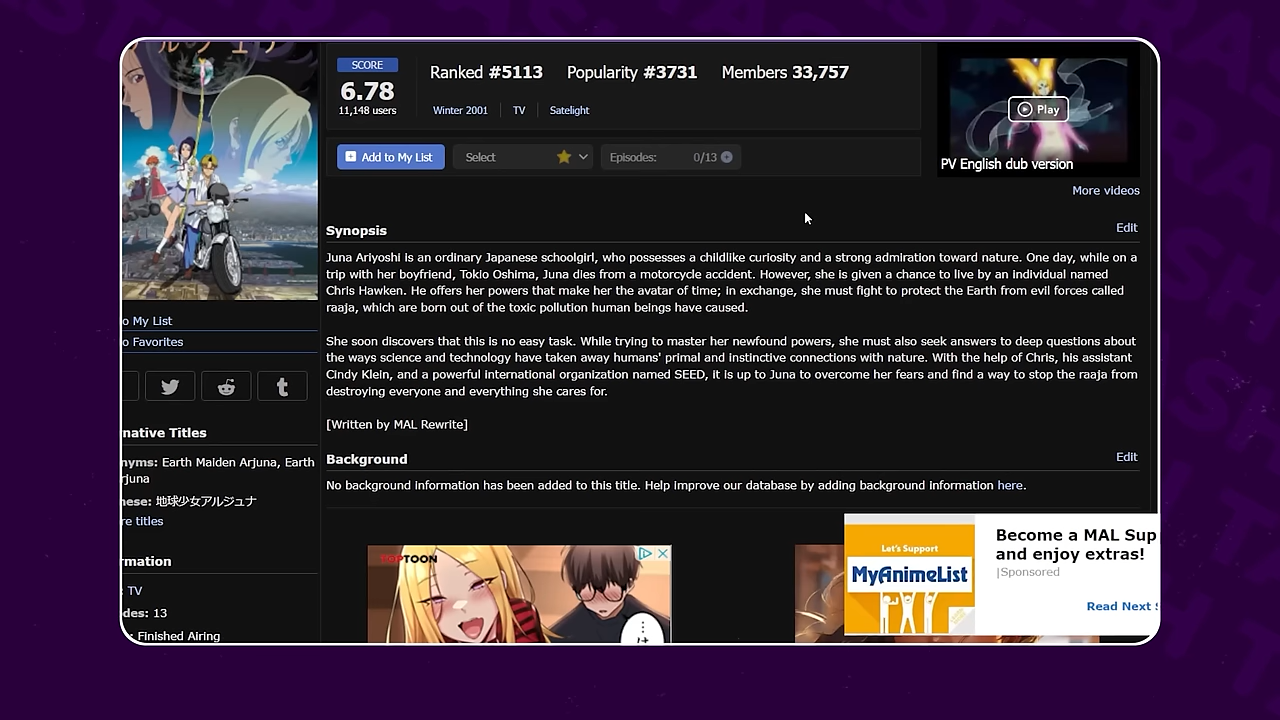 SCORE
6.78
11,148 users
Ranked #5113
Popularity #3731
Members 33,757
Winter 2001
TV
Satelight
Add to My List
Select
Episodes:
0/13
Play
PV English dub version
More videos
Synopsis
Edit
Juna Ariyoshi is an ordinary Japanese schoolgirl, who possesses a childlike curiosity and a strong admiration toward nature. One day, while on a
trip with her boyfriend, Tokio Oshima, Juna dies from a motorcycle accident. However, she is given a chance to live by an individual named
Chris Hawken. He offers her powers that make her the avatar of time; in exchange, she must fight to protect the Earth from evil forces called
raaja, which are born out of the toxic pollution human beings have caused.
She soon discovers that this is no easy task. While trying to master her newfound powers, she must also seek answers to deep questions about
the ways science and technology have taken away humans' primal and instinctive connections with nature. With the help of Chris, his assistant
Cindy Klein, and a powerful international organization named SEED, it is up to Juna to overcome her fears and find a way to stop the raaja from
destroying everyone and everything she cares for.
[Written by MAL Rewrite]
Background
Edit
No background information has been added to this title. Help improve our database by adding background information here.
o My List
o Favorites
native Titles
nyms: Earth Maiden Arjuna, Earth
rjuna
nese: 地球少女アルジュナ
re titles
rmation
: TV
odes: 13
: Finished Airing
TOPTOON
Let's Support
MyAnimeList
Become a MAL Sup
and enjoy extras!
|Sponsored
Read Next